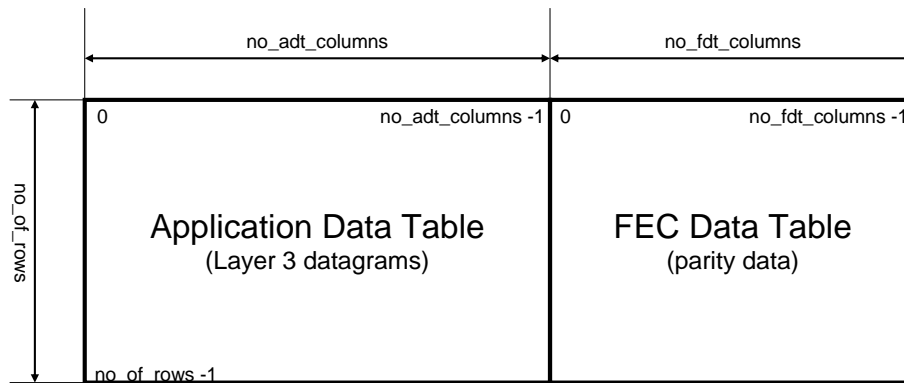 no_adt_columns
no_fdt_columns
0
no_adt_columns -1
0
no_fdt_columns -1
no_of_rows
Application Data Table
(Layer 3 datagrams)
FEC Data Table
(parity data)
no_of_rows -1